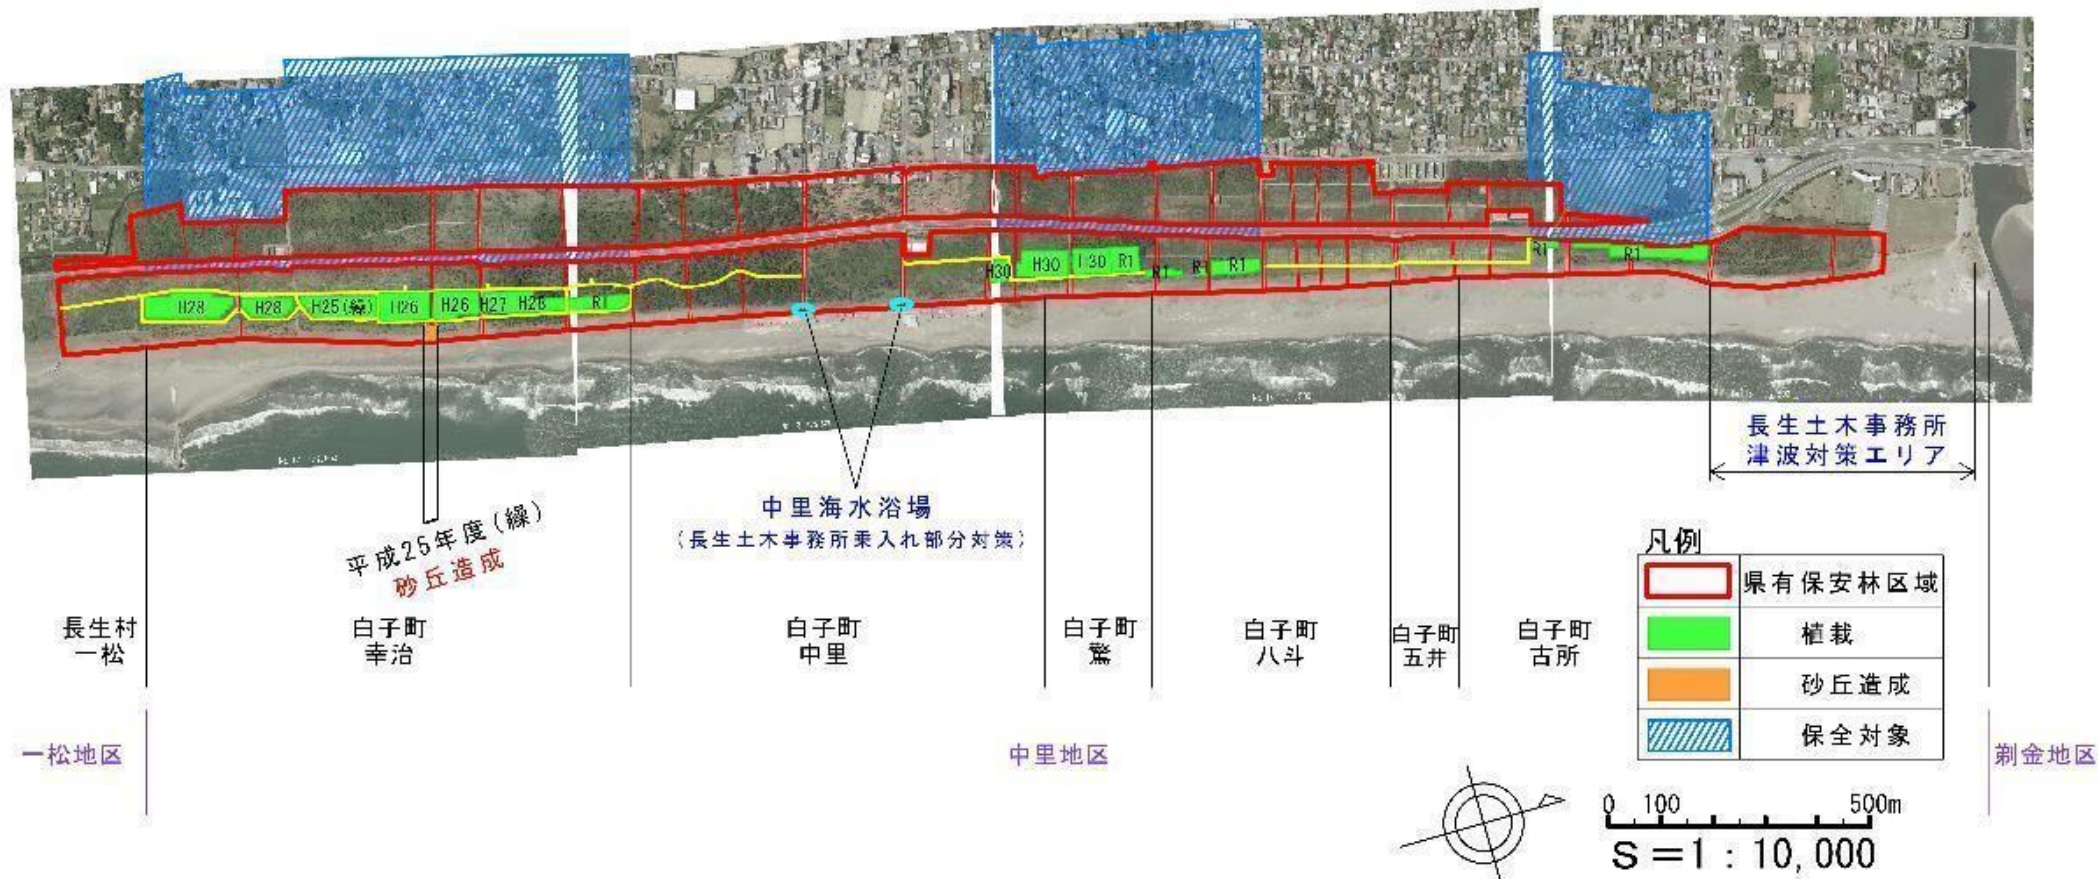 H28
H28
H25(繰)
H26
H26
H27
H28
R1
H30
H30
H30
R1
R1
R1
R1
R1
R1
長生土木事務所
津波対策エリア
中里海水浴場
(長生土木事務所乗入れ部分対策)
平成25年度(繰)
砂丘造成
長生村
一松
白子町
幸治
白子町
中里
白子町
驚
白子町
八斗
白子町
五井
白子町
古所
凡例
県有保安林区域
植栽
砂丘造成
保全対象
一松地区
中里地区
剃金地区
0 100 500m
S=1:10,000